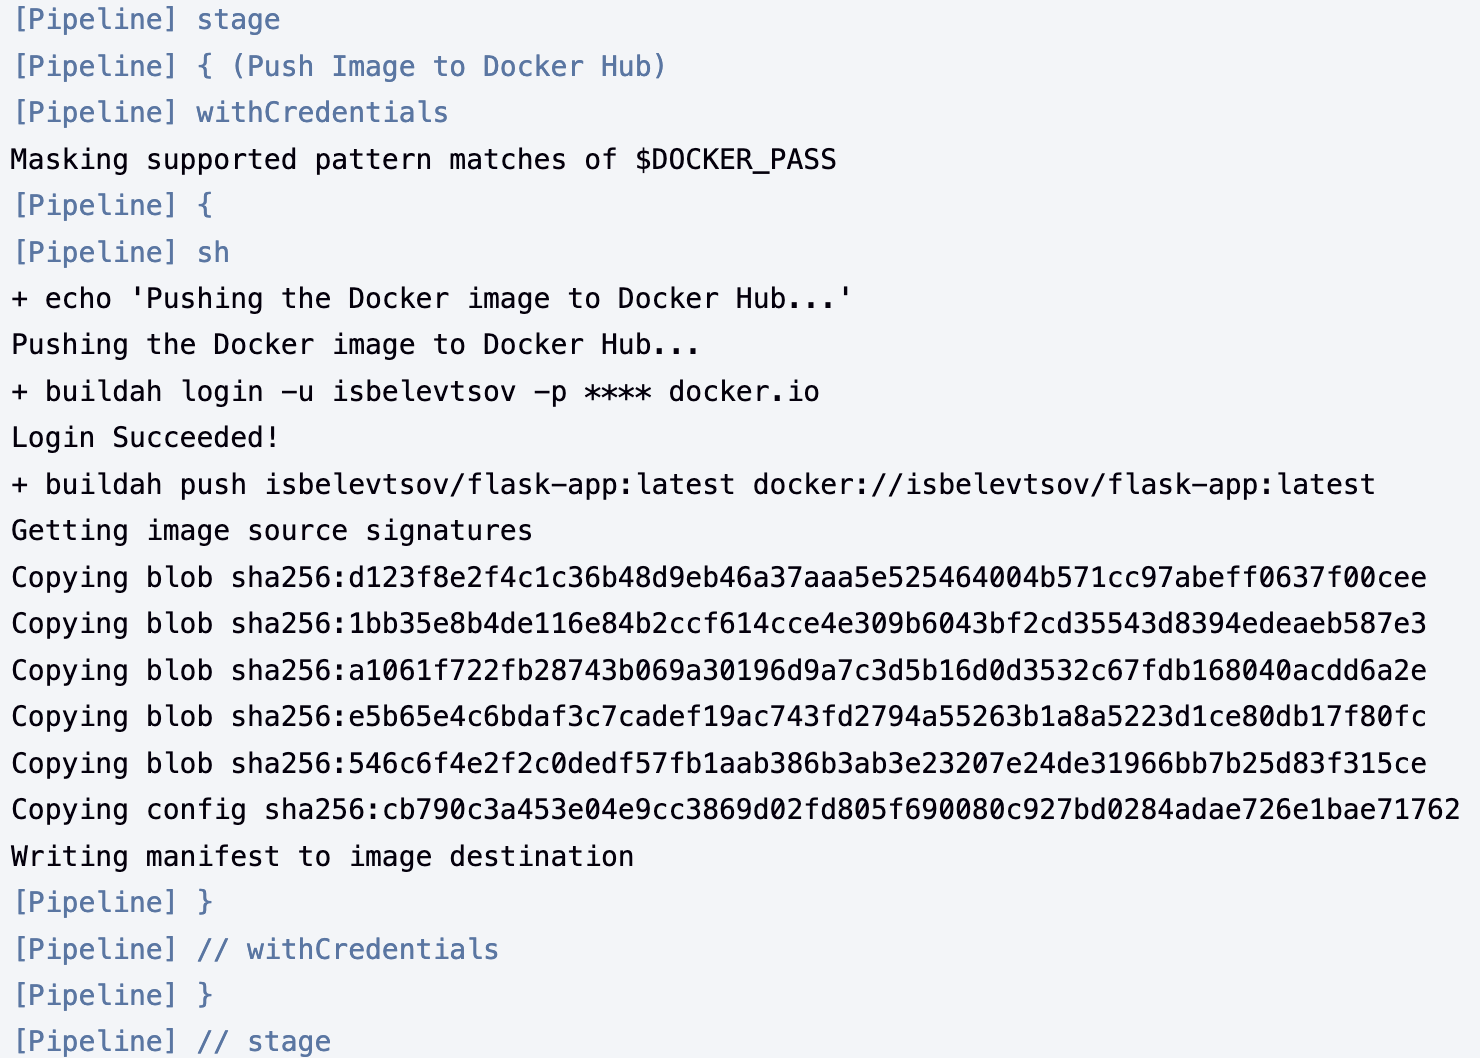 [Pipeline] stage
[Pipeline] { (Push Image to Docker Hub)
[Pipeline] withCredentials
Masking supported pattern matches of $DOCKER_PASS
[Pipeline] {
[Pipeline] sh
+ echo 'Pushing the Docker image to Docker Hub...'
Pushing the Docker image to Docker Hub...
+ buildah login -u isbelevtsov -p **** docker.io
Login Succeeded!
+ buildah push isbelevtsov/flask-app:latest docker://isbelevtsov/flask-app:latest
Getting image source signatures
Copying blob sha256:d123f8e2f4c1c36b48d9eb46a37aaa5e525464004b571cc97abeff0637f00cee
Copying blob sha256:1bb35e8b4de116e84b2ccf614cce4e309b6043bf2cd35543d8394edeaeb587e3
Copying blob sha256:a1061f722fb28743b069a30196d9a7c3d5b16d0d3532c67fdb168040acdd6a2e
Copying blob sha256:e5b65e4c6bdaf3c7cadef19ac743fd2794a55263b1a8a5223d1ce80db17f80fc
Copying blob sha256:546c6f4e2f2c0dedf57fb1aab386b3ab3e23207e24de31966bb7b25d83f315ce
Copying config sha256:cb790c3a453e04e9cc3869d02fd805f690080c927bd0284adae726e1bae71762
Writing manifest to image destination
[Pipeline] }
[Pipeline] // withCredentials
[Pipeline] }
[Pipeline] // stage